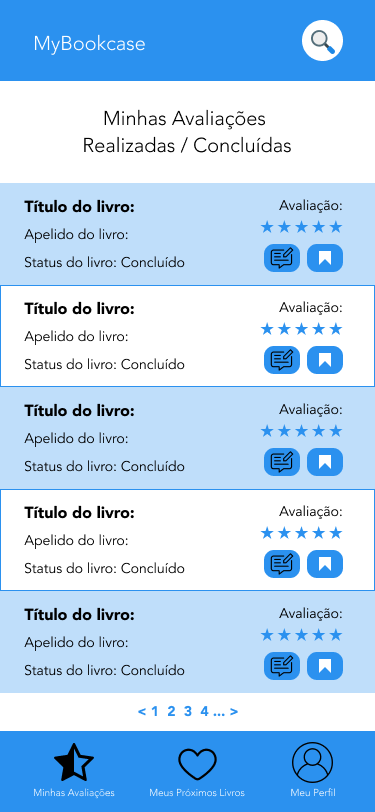 MyBookcase
Minhas Avaliações
Realizadas / Concluídas
Título do livro:
Avaliação:
Apelido do livro:
Status do livro: Concluído
Título do livro:
Avaliação:
Apelido do livro:
Status do livro: Concluído
Título do livro:
Avaliação:
Apelido do livro:
Status do livro: Concluído
Título do livro:
Avaliação:
Apelido do livro:
Status do livro: Concluído
Título do livro:
Avaliação:
Apelido do livro:
Status do livro: Concluído
< 1 2 3 4 ... >
Minhas Avaliações
Meus Próximos Livros
Meu Perfil